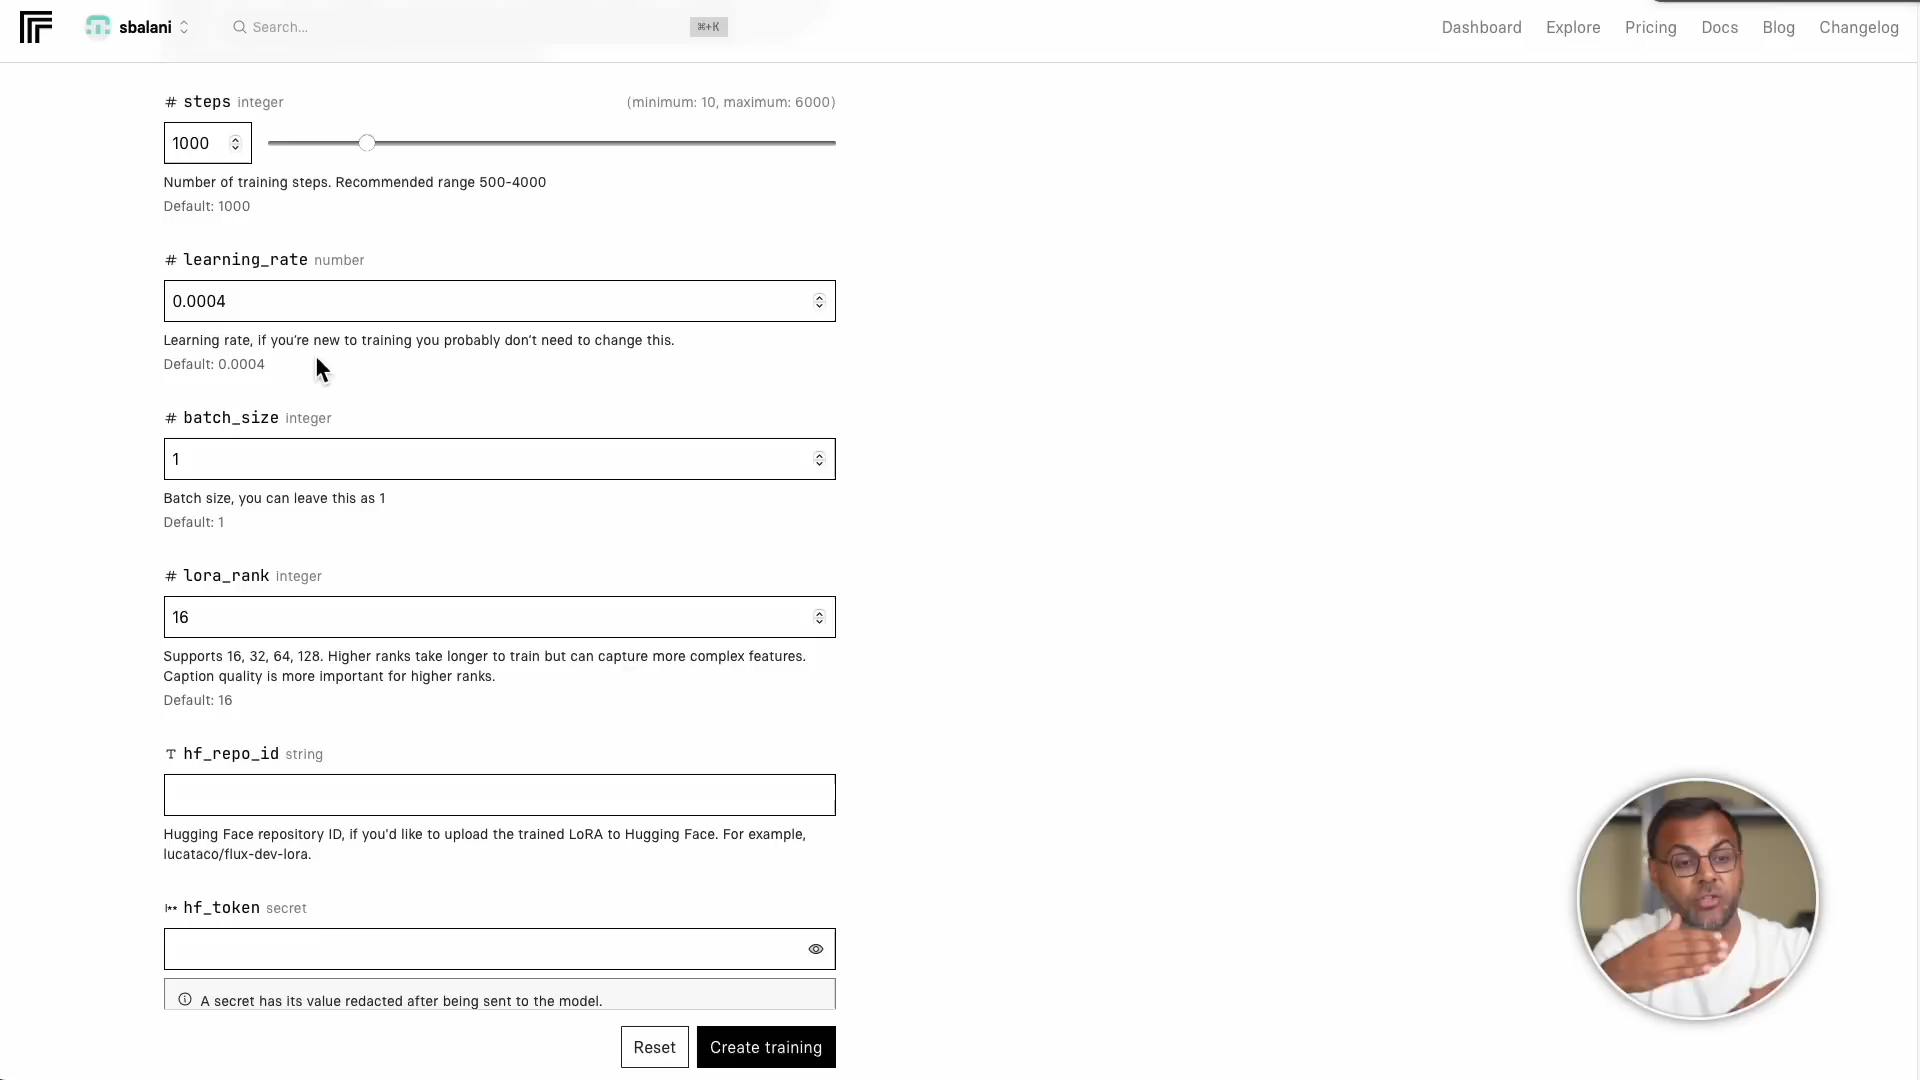 sbalani
Search...
⌘+K
Dashboard
Explore
Pricing
Docs
Blog
Changelog
# steps integer
(minimum: 10, maximum: 6000)
1000
Number of training steps. Recommended range 500-4000
Default: 1000
# learning_rate number
0.0004
Learning rate, if you’re new to training you probably don’t need to change this.
Default: 0.0004
# batch_size integer
1
Batch size, you can leave this as 1
Default: 1
# lora_rank integer
16
Supports 16, 32, 64, 128. Higher ranks take longer to train but can capture more complex features.
Caption quality is more important for higher ranks.
Default: 16
T hf_repo_id string
Hugging Face repository ID, if you'd like to upload the trained LoRA to Hugging Face. For example,
lucataco/flux-dev-lora.
|** hf_token secret
A secret has its value redacted after being sent to the model.
Reset
Create training